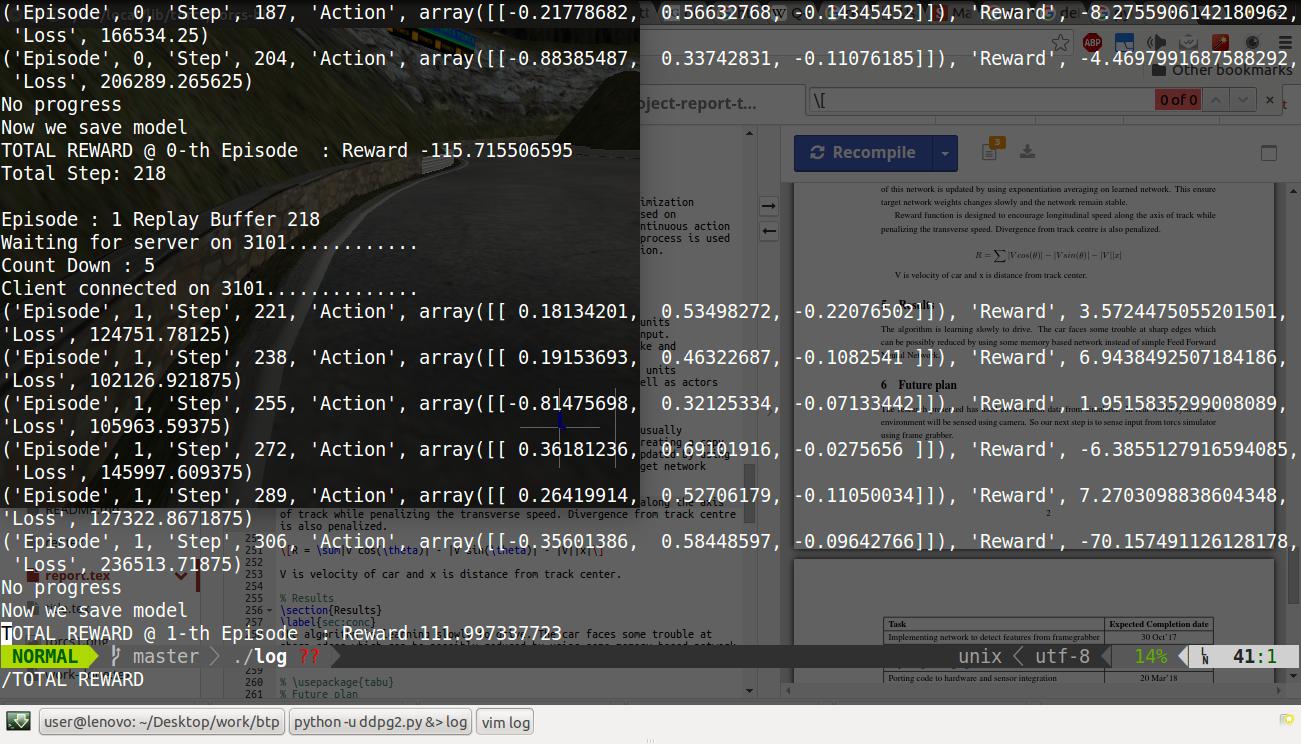 ('Episode', 0, 'Step', 187, 'Action', array([[-0.21778682, 0.56632768, -0.14345452]]), 'Reward', -8.2755906142180962,
'Loss', 166534.25)
('Episode', 0, 'Step', 204, 'Action', array([[-0.88385487, 0.33742831, -0.11076185]]), 'Reward', -4.4697991687588292,
'Loss', 206289.265625)
No progress
Now we save model
TOTAL REWARD @ 0-th Episode : Reward -115.715506595
Total Step: 218
Episode : 1 Replay Buffer 218
Waiting for server on 3101............
Count Down : 5
Client connected on 3101..............
('Episode', 1, 'Step', 221, 'Action', array([[ 0.18134201, 0.53498272, -0.22076502]]), 'Reward', 3.5724475055201501,
'Loss', 124751.78125)
('Episode', 1, 'Step', 238, 'Action', array([[ 0.19153693, 0.46322687, -0.1082541 ]]), 'Reward', 6.9438492507184186,
'Loss', 102126.921875)
('Episode', 1, 'Step', 255, 'Action', array([[-0.81475698, 0.32125334, -0.07133442]]), 'Reward', 1.9515835299008089,
'Loss', 105963.59375)
('Episode', 1, 'Step', 272, 'Action', array([[ 0.36181236, 0.69101916, -0.0275656 ]]), 'Reward', -6.3855127916594085,
'Loss', 145997.609375)
('Episode', 1, 'Step', 289, 'Action', array([[ 0.26419914, 0.52706179, -0.11050034]]), 'Reward', 7.2703098838604348,
'Loss', 127322.8671875)
('Episode', 1, 'Step', 306, 'Action', array([[-0.35601386, 0.58448597, -0.09642766]]), 'Reward', -70.157491126128178,
'Loss', 236513.71875)
No progress
Now we save model
TOTAL REWARD @ 1-th Episode : Reward 111.997337723
NORMAL master ./log ?? unix utf-8 14% LN 41:1
/TOTAL REWARD
ABP
Other bookmarks
oject-report-t...
\[
0 of 0
Recompile
3
of this network is updated by using exponentiation averaging on learned network. This ensure
target network weights changes slowly and the network remain stable.
Reward function is designed to encourage longitudinal speed along the axis of track while
penalizing the transverse speed. Divergence from track centre is also penalized.
R = ∑ |V cos(θ)| − |V sin(θ)| − |V||x|
V is velocity of car and x is distance from track center.
The algorithm is learning slowly to drive. The car faces some trouble at sharp edges which
can be possibly reduced by using some memory based network instead of simple Feed Forward
6 Future plan
environment will be sensed using camera. So our next step is to sense input from torcs simulator
using frame grabber.
2
Task Expected Completion date
Implementing network to detect features from framegrabber 30 Oct'17
Porting code to hardware and sensor integration 20 Mar'18
of track while penalizing the transverse speed. Divergence from track centre
is also penalized.
251 \[R = \sum|V cos(\theta)| - |V sin(\theta)| - |V||x|\]
252
253 V is velocity of car and x is distance from track center.
254
255 % Results
256 \section{Results}
257 \label{sec:conc}
259
260 % \usepackage{tabu}
261 % Future plan
report.tex
user@lenovo: ~/Desktop/work/btp
python -u ddpg2.py &> log
vim log